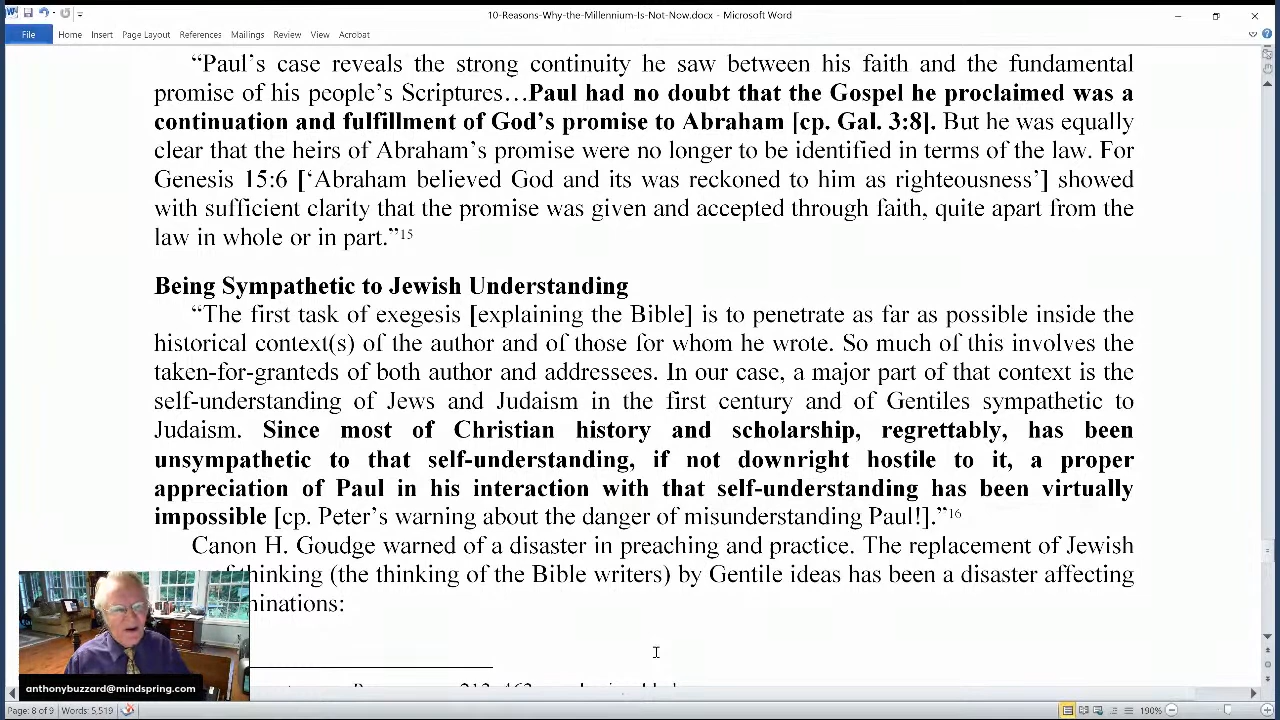 10-Reasons-Why-the-Millennium-Is-Not-Now.docx - Microsoft Word
File Home Insert Page Layout References Mailings Review View Acrobat
“Paul’s case reveals the strong continuity he saw between his faith and the fundamental
promise of his people’s Scriptures…Paul had no doubt that the Gospel he proclaimed was a
continuation and fulfillment of God’s promise to Abraham [cp. Gal. 3:8]. But he was equally
clear that the heirs of Abraham’s promise were no longer to be identified in terms of the law. For
Genesis 15:6 [‘Abraham believed God and its was reckoned to him as righteousness’] showed
with sufficient clarity that the promise was given and accepted through faith, quite apart from the
law in whole or in part.”15
Being Sympathetic to Jewish Understanding
“The first task of exegesis [explaining the Bible] is to penetrate as far as possible inside the
historical context(s) of the author and of those for whom he wrote. So much of this involves the
taken-for-granteds of both author and addressees. In our case, a major part of that context is the
self-understanding of Jews and Judaism in the first century and of Gentiles sympathetic to
Judaism. Since most of Christian history and scholarship, regrettably, has been
unsympathetic to that self-understanding, if not downright hostile to it, a proper
appreciation of Paul in his interaction with that self-understanding has been virtually
impossible [cp. Peter’s warning about the danger of misunderstanding Paul!].”16
Canon H. Goudge warned of a disaster in preaching and practice. The replacement of Jewish
thinking (the thinking of the Bible writers) by Gentile ideas has been a disaster affecting
minations:
anthonybuzzard@mindspring.com
Page: 8 of 9 Words: 5,519 190%